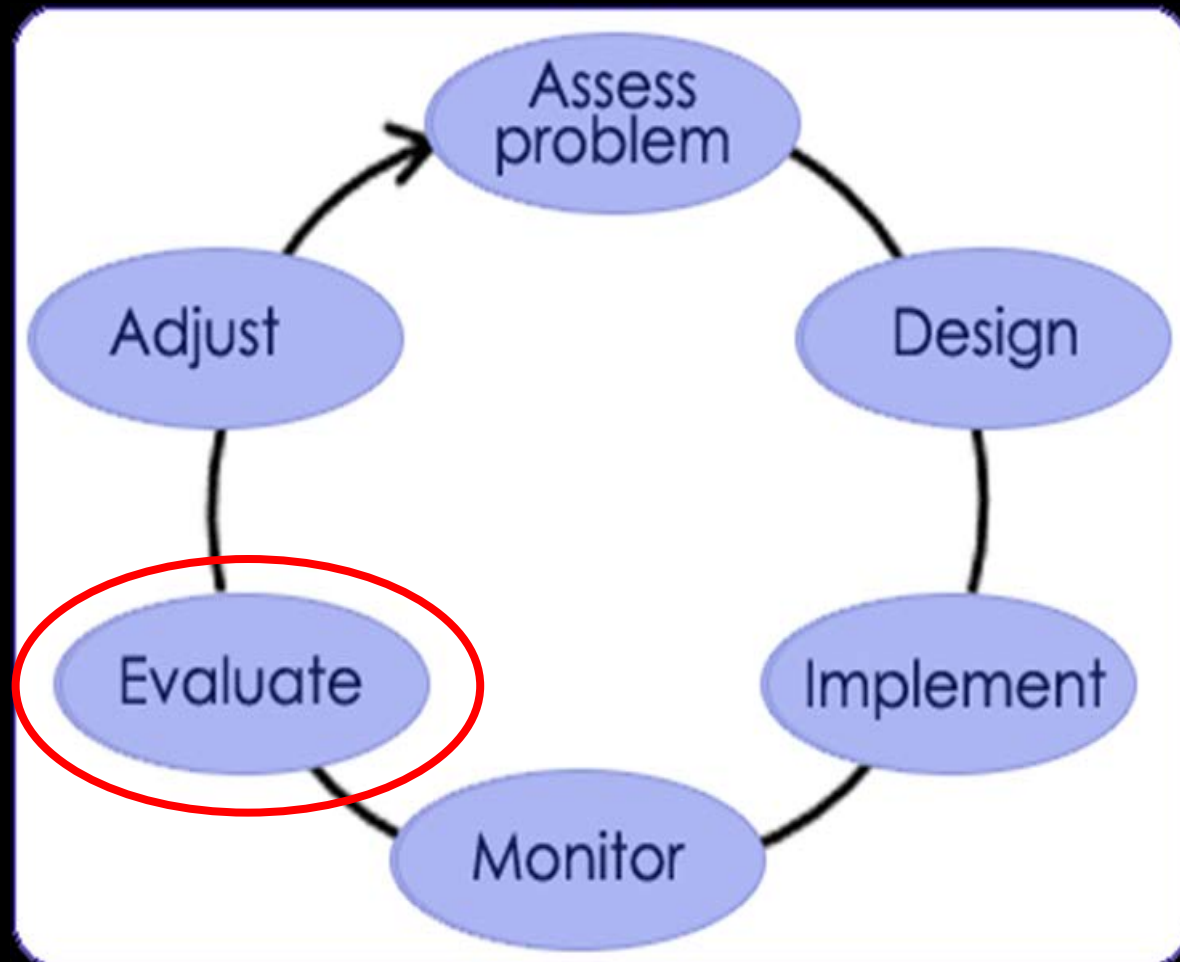 Assess
problem
Design
Implement
Monitor
Evaluate
Adjust